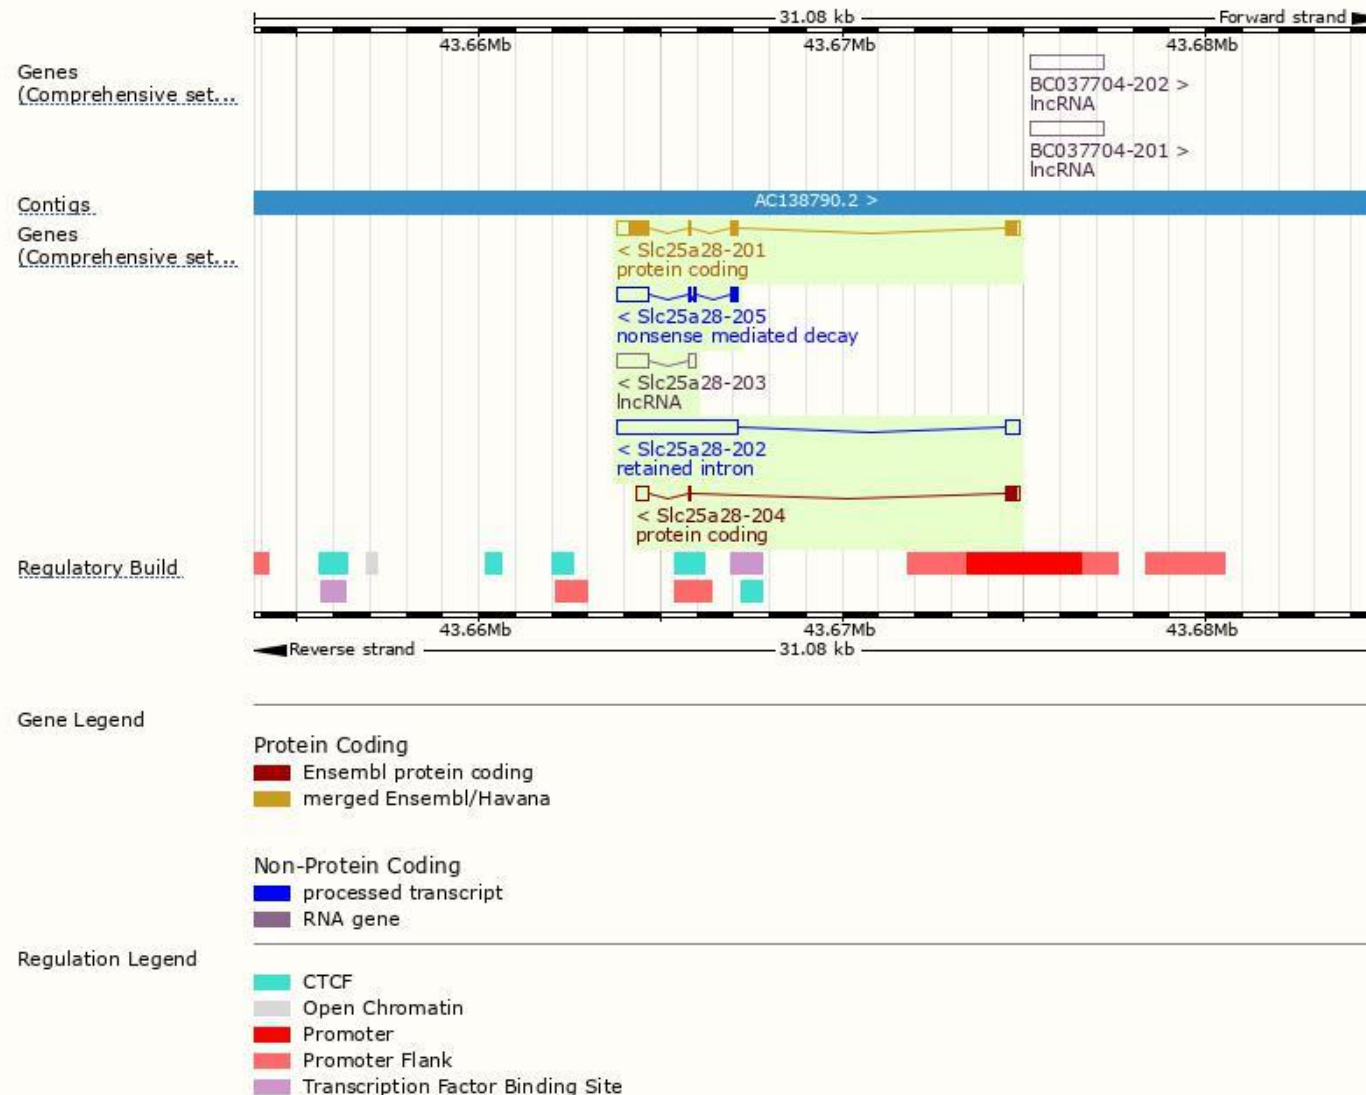 31.08 kb Forward strand
43.66Mb 43.67Mb 43.68Mb
Genes
(Comprehensive set...
BC037704-202 >
lncRNA
BC037704-201 >
lncRNA
Contigs
AC138790.2 >
Genes
(Comprehensive set...
< Slc25a28-201
protein coding
< Slc25a28-205
nonsense mediated decay
< Slc25a28-203
lncRNA
< Slc25a28-202
retained intron
< Slc25a28-204
protein coding
Regulatory Build
43.66Mb 43.67Mb 43.68Mb
Reverse strand 31.08 kb
Gene Legend
Protein Coding
Ensembl protein coding
merged Ensembl/Havana
Non-Protein Coding
processed transcript
RNA gene
Regulation Legend
CTCF
Open Chromatin
Promoter
Promoter Flank
Transcription Factor Binding Site